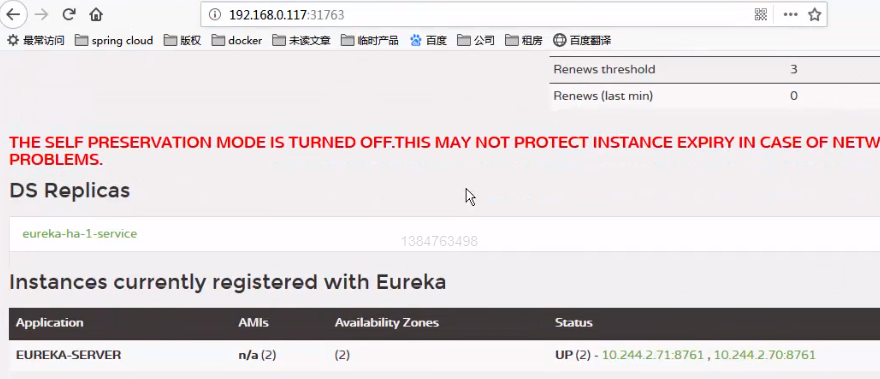 192.168.0.117:31763
最常访问 spring cloud 版权 docker 未读文章 临时产品 百度 公司 租房 百度翻译
Renews threshold 3
Renews (last min) 0
THE SELF PRESERVATION MODE IS TURNED OFF.THIS MAY NOT PROTECT INSTANCE EXPIRY IN CASE OF NETW
PROBLEMS.
DS Replicas
eureka-ha-1-service
1384763498
Instances currently registered with Eureka
Application AMIs Availability Zones Status
EUREKA-SERVER n/a (2) (2) UP (2) - 10.244.2.71:8761 , 10.244.2.70:8761